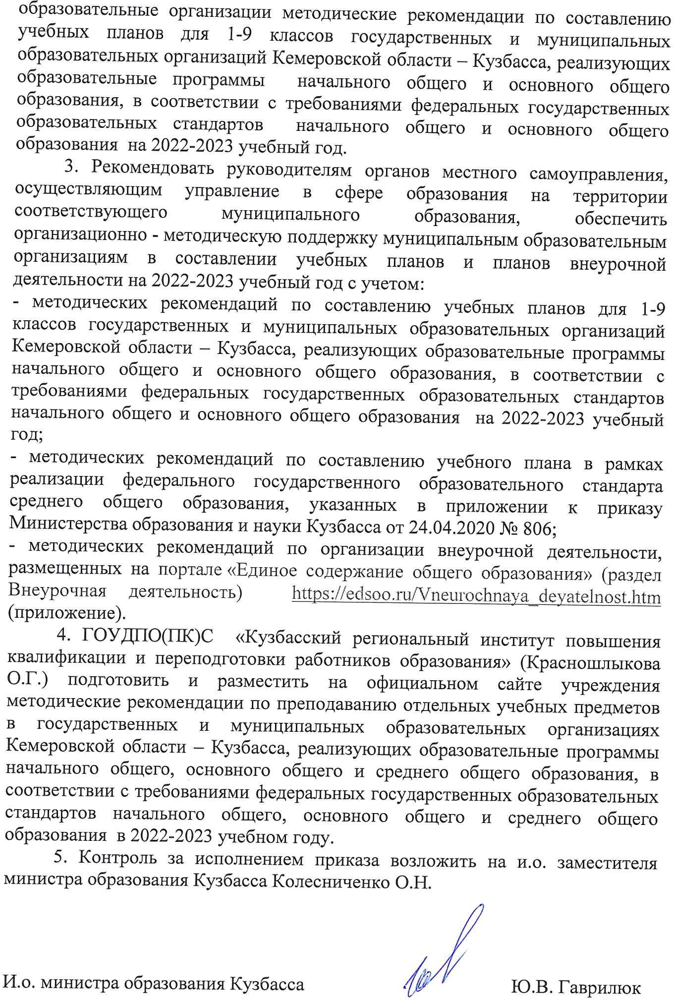 образовательные организации методические рекомендации по составлению
учебных планов для 1-9 классов государственных и муниципальных
образовательных организаций Кемеровской области – Кузбасса, реализующих
образовательные программы начального общего и основного общего
образования, в соответствии с требованиями федеральных государственных
образовательных стандартов начального общего и основного общего
образования на 2022-2023 учебный год.
3. Рекомендовать руководителям органов местного самоуправления,
осуществляющим управление в сфере образования на территории
соответствующего муниципального образования, обеспечить
организационно - методическую поддержку муниципальным образовательным
организациям в составлении учебных планов и планов внеурочной
деятельности на 2022-2023 учебный год с учетом:
- методических рекомендаций по составлению учебных планов для 1-9
классов государственных и муниципальных образовательных организаций
Кемеровской области – Кузбасса, реализующих образовательные программы
начального общего и основного общего образования, в соответствии с
требованиями федеральных государственных образовательных стандартов
начального общего и основного общего образования на 2022-2023 учебный
год;
- методических рекомендаций по составлению учебного плана в рамках
реализации федерального государственного образовательного стандарта
среднего общего образования, указанных в приложении к приказу
Министерства образования и науки Кузбасса от 24.04.2020 № 806;
- методических рекомендаций по организации внеурочной деятельности,
размещенных на портале «Единое содержание общего образования» (раздел
Внеурочная деятельность) https://edsoo.ru/Vneurochnaya_deyatelnost.htm
(приложение).
4. ГОУДПО(ПК)С «Кузбасский региональный институт повышения
квалификации и переподготовки работников образования» (Красношлыкова
О.Г.) подготовить и разместить на официальном сайте учреждения
методические рекомендации по преподаванию отдельных учебных предметов
в государственных и муниципальных образовательных организациях
Кемеровской области – Кузбасса, реализующих образовательные программы
начального общего, основного общего и среднего общего образования, в
соответствии с требованиями федеральных государственных образовательных
стандартов начального общего, основного общего и среднего общего
образования в 2022-2023 учебном году.
5. Контроль за исполнением приказа возложить на и.о. заместителя
министра образования Кузбасса Колесниченко О.Н.
И.о. министра образования Кузбасса Ю.В. Гаврилюк